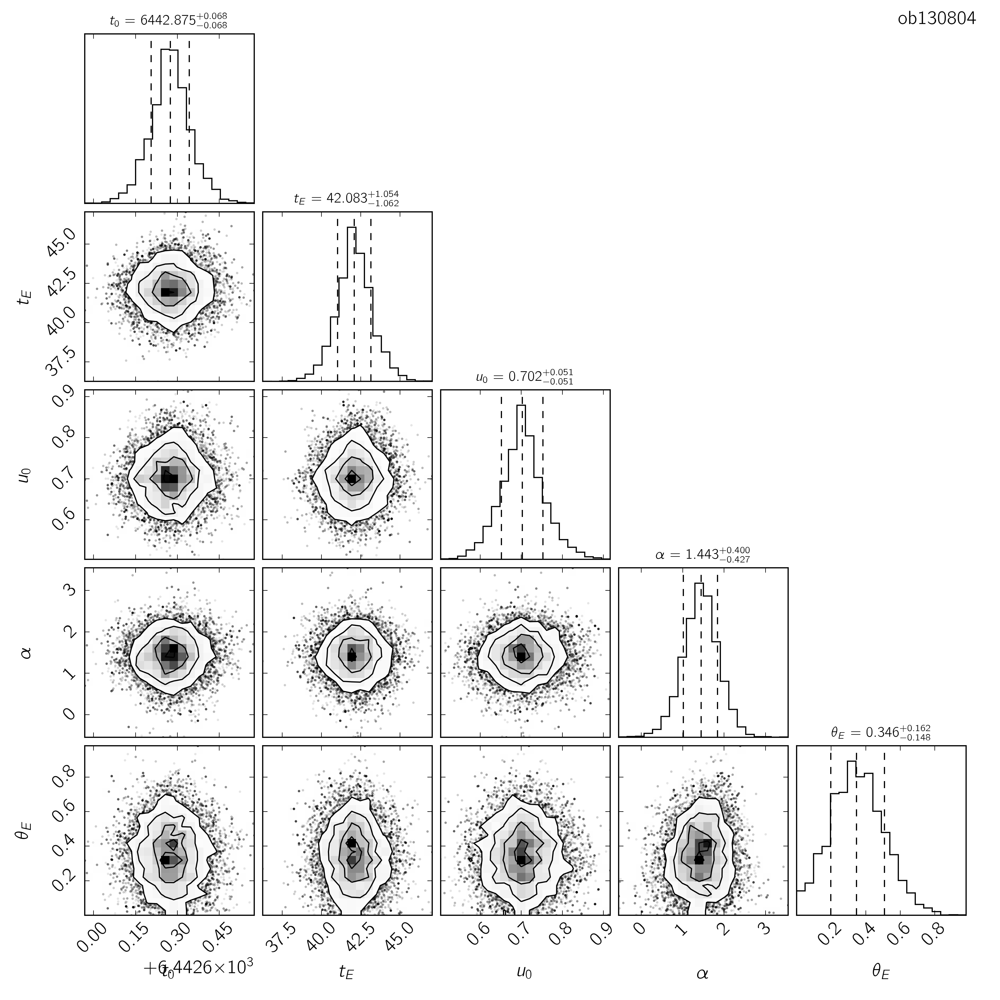 ob130804
t₀ = 6442.875 +0.068 −0.068
t_E = 42.083 +1.054 −1.062
45.0
42.5
40.0
37.5
t_E
u₀ = 0.702 +0.051 −0.051
0.9
0.8
0.7
0.6
u₀
α = 1.443 +0.400 −0.427
3
2
1
0
α
θ_E = 0.346 +0.162 −0.148
0.8
0.6
0.4
0.2
θ_E
0.00 0.15 0.30 0.45
37.5 40.0 42.5 45.0
0.6 0.7 0.8 0.9
0 1 2 3
0.2 0.4 0.6 0.8
+6.4426×10³
t₀ t_E u₀ α θ_E